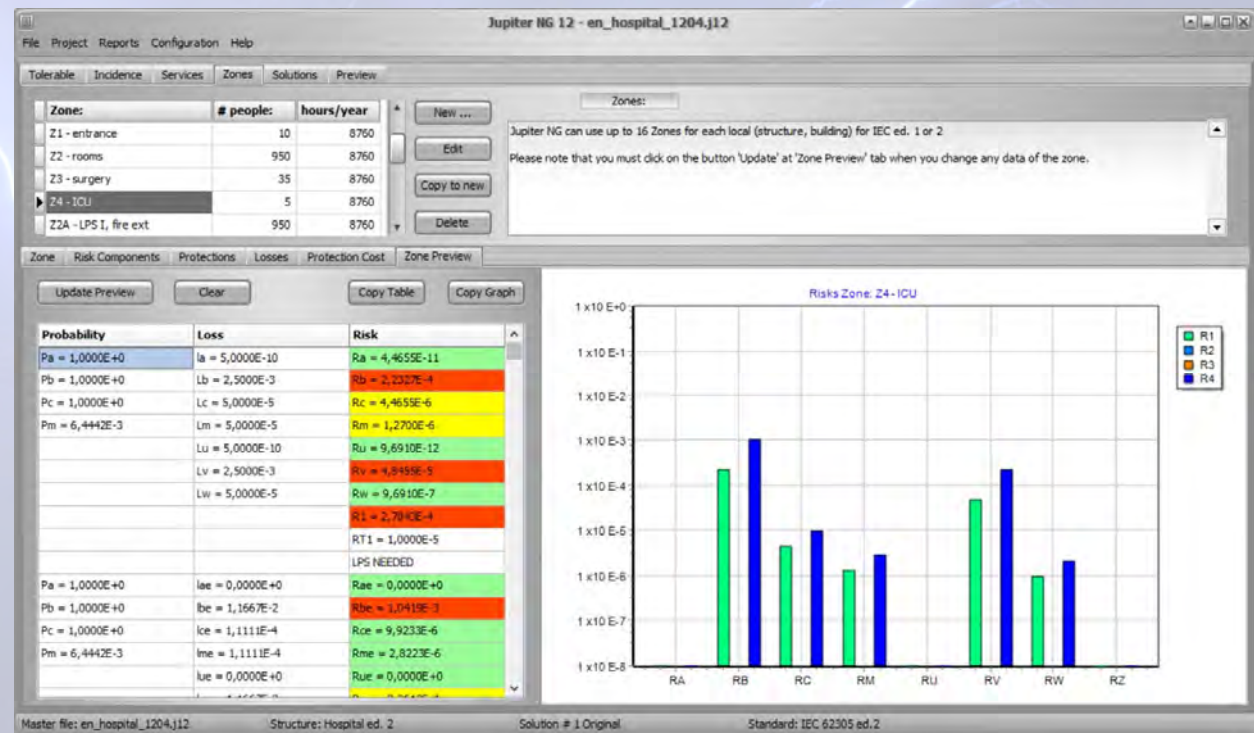 Jupiter NG 12 - en_hospital_1204.j12
File Project Reports Configuration Help
Tolerable Incidence Services Zones Solutions Preview
Zone: # people: hours/year
Z1 - entrance 10 8760
Z2 - rooms 950 8760
Z3 - surgery 35 8760
Z4 - ICU 5 8760
Z2A - LPS I, fire ext 950 8760
New ...
Edit
Copy to new
Delete
Zones:
Jupiter NG can use up to 16 Zones for each local (structure, building) for IEC ed. 1 or 2
Please note that you must click on the button 'Update' at 'Zone Preview' tab when you change any data of the zone.
Zone Risk Components Protections Losses Protection Cost Zone Preview
Update Preview Clear Copy Table Copy Graph
Probability Loss Risk
Pa = 1,0000E+0 la = 5,0000E-10 Ra = 4,4655E-11
Pb = 1,0000E+0 Lb = 2,5000E-3 Rb = 2,2327E-4
Pc = 1,0000E+0 Lc = 5,0000E-5 Rc = 4,4655E-6
Pm = 6,4442E-3 Lm = 5,0000E-5 Rm = 1,2700E-6
Lu = 5,0000E-10 Ru = 9,6910E-12
Lv = 2,5000E-3 Rv = 4,8455E-5
Lw = 5,0000E-5 Rw = 9,6910E-7
R1 = 2,7843E-4
RT1 = 1,0000E-5
LPS NEEDED
Pa = 1,0000E+0 lae = 0,0000E+0 Rae = 0,0000E+0
Pb = 1,0000E+0 lbe = 1,1667E-2 Rbe = 1,0419E-3
Pc = 1,0000E+0 lce = 1,1111E-4 Rce = 9,9233E-6
Pm = 6,4442E-3 lme = 1,1111E-4 Rme = 2,8223E-6
lue = 0,0000E+0 Rue = 0,0000E+0
Risks Zone: Z4 - ICU
1 x10 E+0
1 x10 E-1
1 x10 E-2
1 x10 E-3
1 x10 E-4
1 x10 E-5
1 x10 E-6
1 x10 E-7
1 x10 E-8
RA RB RC RM RU RV RW RZ
R1
R2
R3
R4
Master file: en_hospital_1204.j12 Structure: Hospital ed. 2 Solution # 1 Original Standard: IEC 62305 ed.2